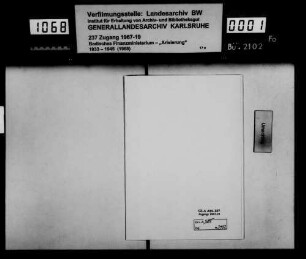 1068
Verfilmungsstelle: Landesarchiv BW
Institut für Erhaltung von Archiv- und Bibliotheksgut
GENERALLANDESARCHIV KARLSRUHE
237 Zugang 1967-19
Badisches Finanzministerium - „Arisierung"
1933 - 1945 (1969)
0001
Fo
Bü. 2102